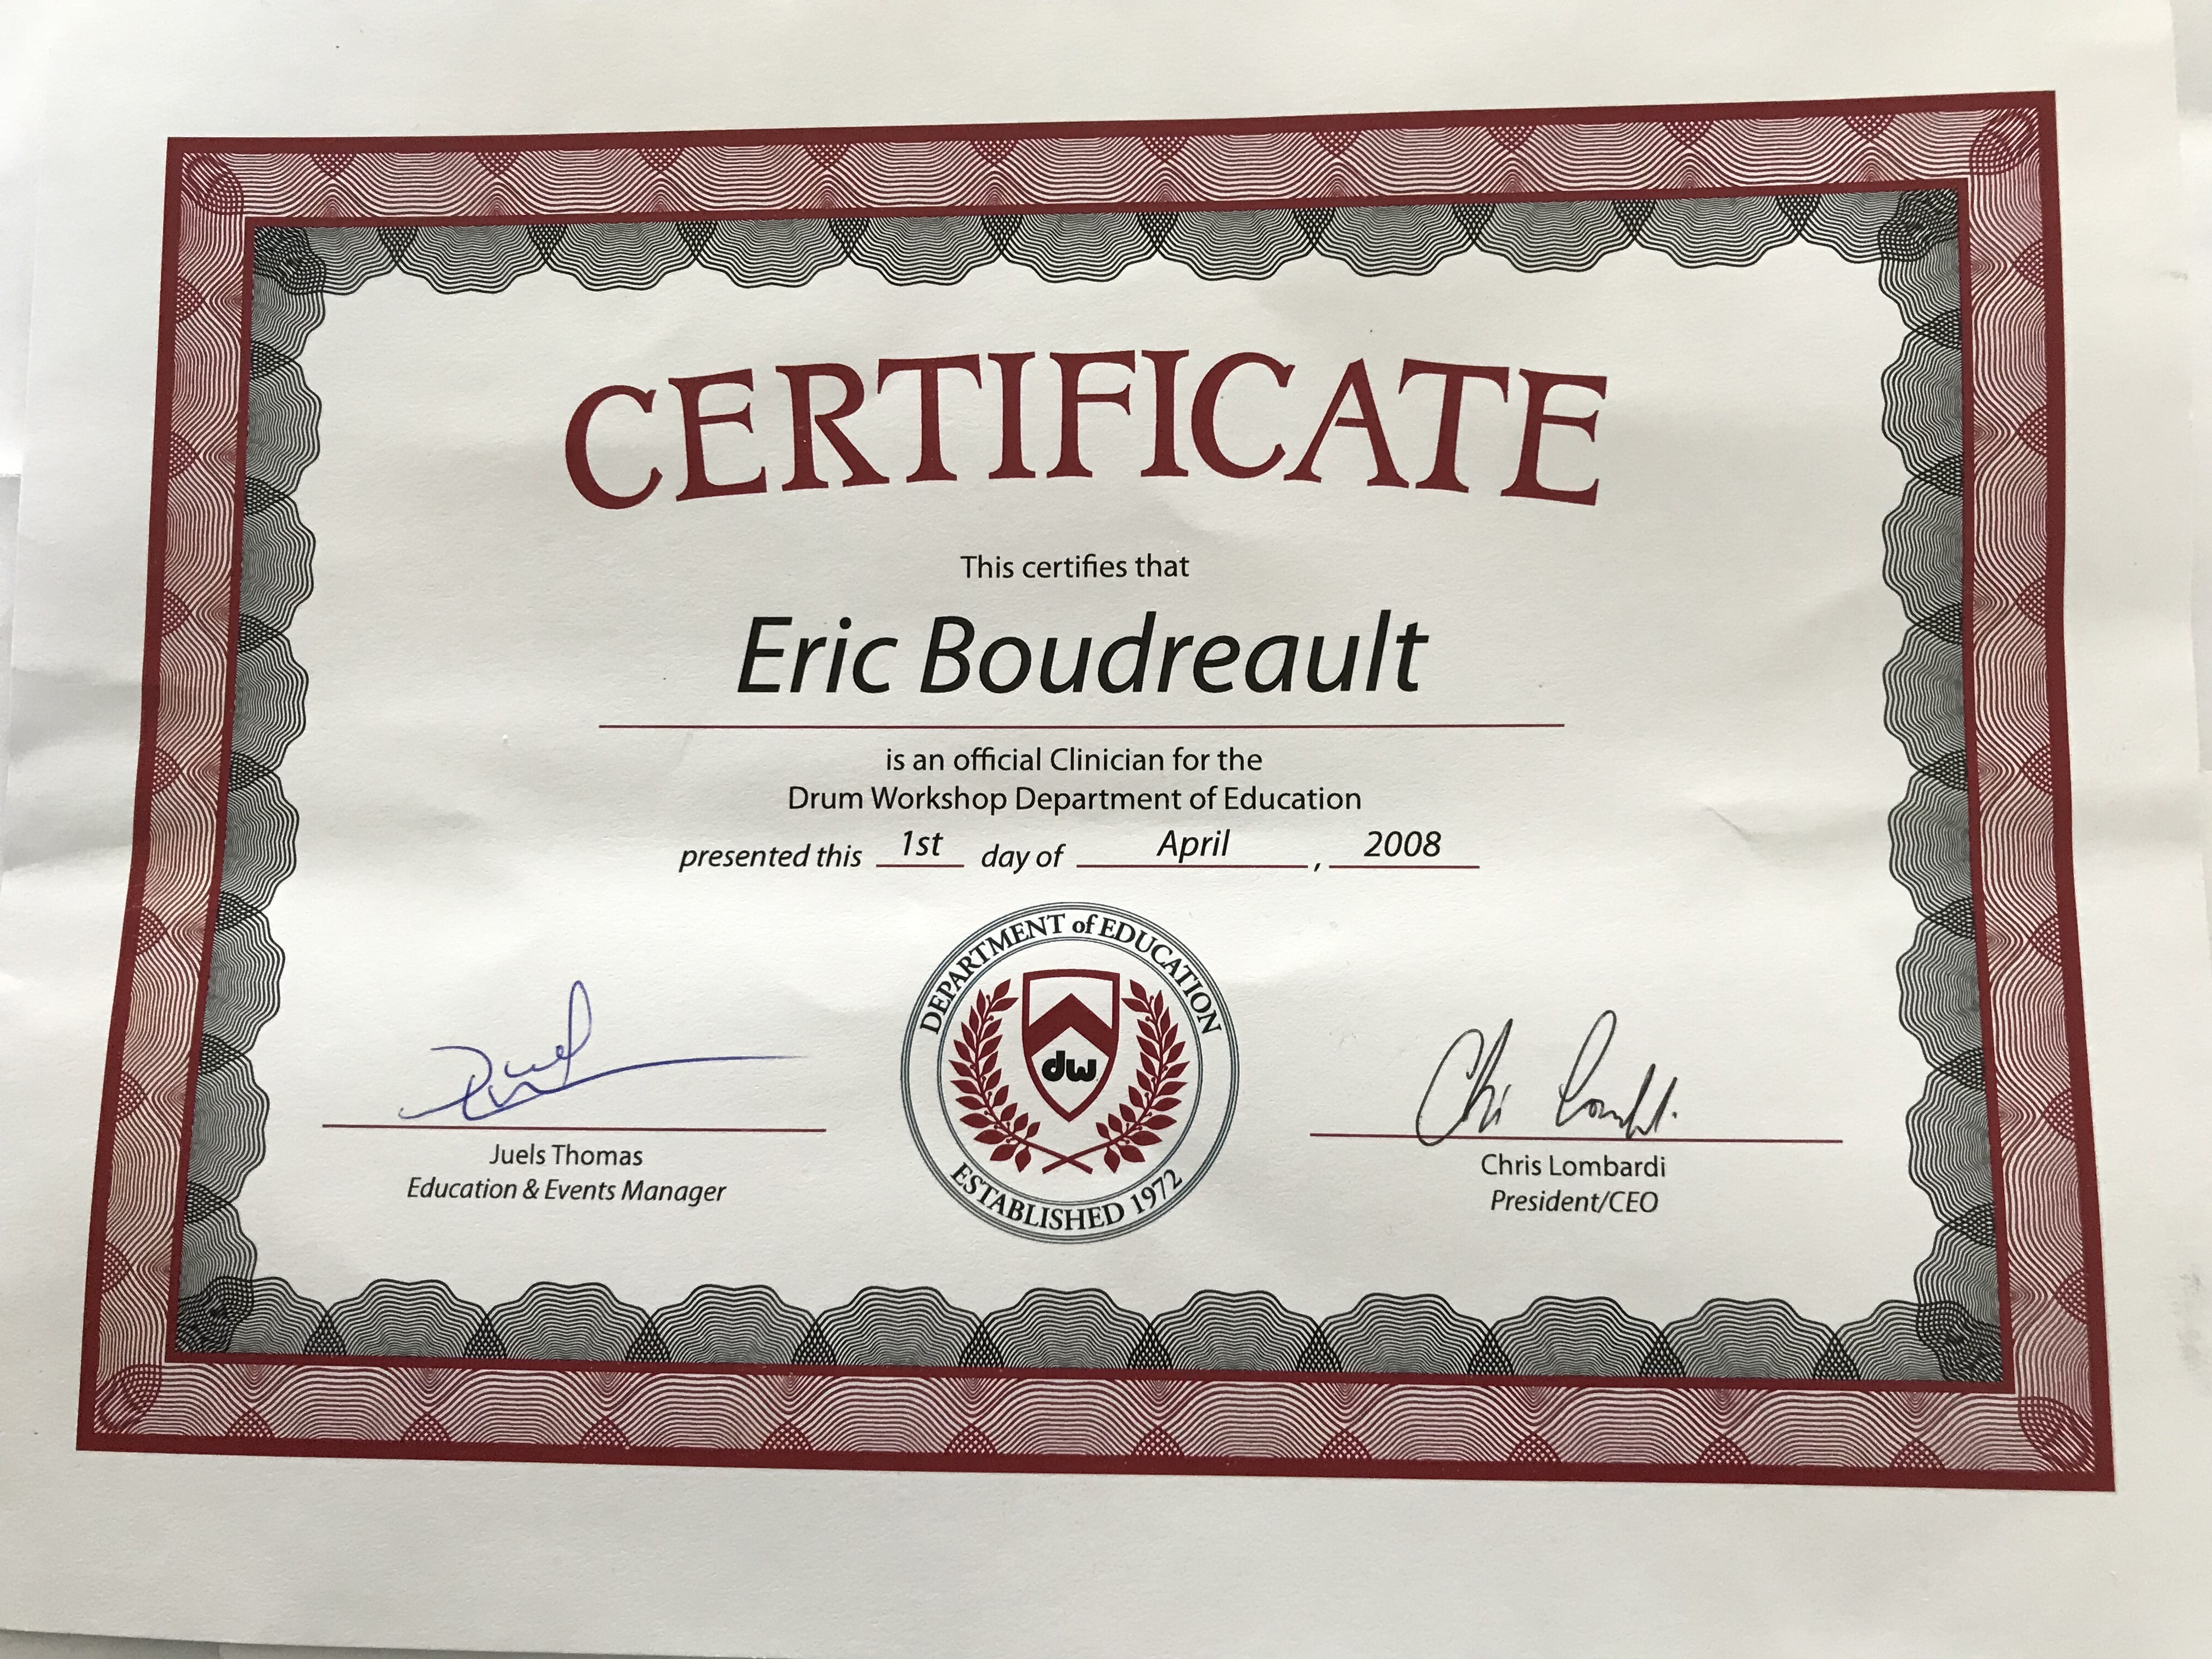 CERTIFICATE
This certifies that
Eric Boudreault
is an official Clinician for the
Drum Workshop Department of Education
presented this 1st day of April, 2008
DEPARTMENT of EDUCATION
dw
ESTABLISHED 1972
Juels Thomas
Education & Events Manager
Chris Lombardi
President/CEO